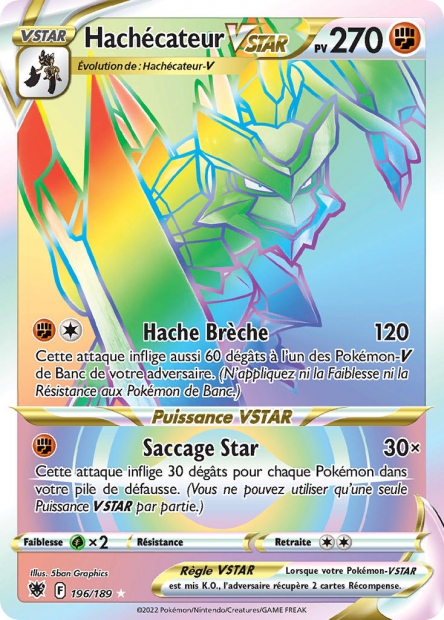 VSTAR Hachécateur VSTAR PV 270
Évolution de : Hachécateur-V
Hache Brèche 120
Cette attaque inflige aussi 60 dégâts à l'un des Pokémon-V
de Banc de votre adversaire. (N'appliquez ni la Faiblesse ni la
Résistance aux Pokémon de Banc.)
Puissance VSTAR
Saccage Star 30×
Cette attaque inflige 30 dégâts pour chaque Pokémon dans
votre pile de défausse. (Vous ne pouvez utiliser qu'une seule
Puissance VSTAR par partie.)
Faiblesse ×2 Résistance Retraite
Illus. 5ban Graphics
Règle VSTAR Lorsque votre Pokémon-VSTAR
est mis K.O., l'adversaire récupère 2 cartes Récompense.
F 196/189
©2022 Pokémon/Nintendo/Creatures/GAME FREAK